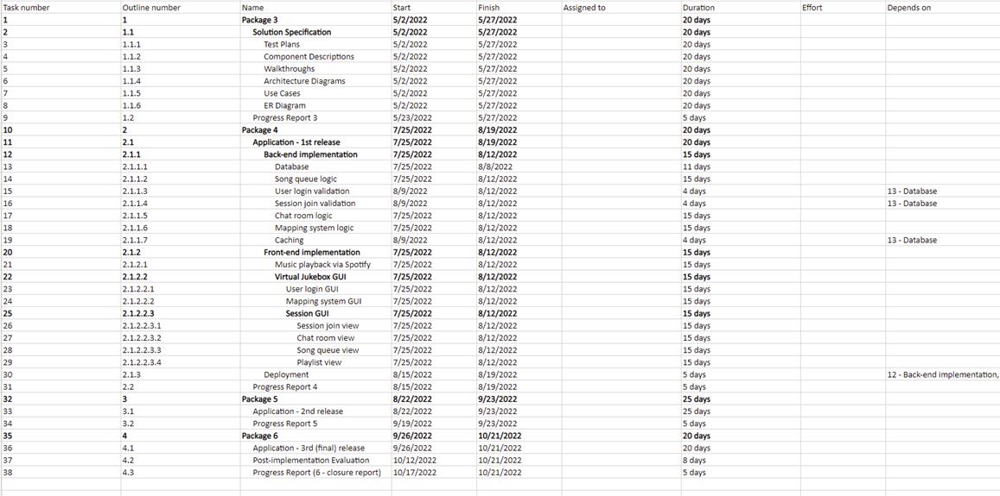 Task number Outline number Name Start Finish Assigned to Duration Effort Depends on
1 1 Package 3 5/2/2022 5/27/2022 20 days
2 1.1 Solution Specification 5/2/2022 5/27/2022 20 days
3 1.1.1 Test Plans 5/2/2022 5/27/2022 20 days
4 1.1.2 Component Descriptions 5/2/2022 5/27/2022 20 days
5 1.1.3 Walkthroughs 5/2/2022 5/27/2022 20 days
6 1.1.4 Architecture Diagrams 5/2/2022 5/27/2022 20 days
7 1.1.5 Use Cases 5/2/2022 5/27/2022 20 days
8 1.1.6 ER Diagram 5/2/2022 5/27/2022 20 days
9 1.2 Progress Report 3 5/23/2022 5/27/2022 5 days
10 2 Package 4 7/25/2022 8/19/2022 20 days
11 2.1 Application - 1st release 7/25/2022 8/19/2022 20 days
12 2.1.1 Back-end implementation 7/25/2022 8/12/2022 15 days
13 2.1.1.1 Database 7/25/2022 8/8/2022 11 days
14 2.1.1.2 Song queue logic 7/25/2022 8/12/2022 15 days
15 2.1.1.3 User login validation 8/9/2022 8/12/2022 4 days 13 - Database
16 2.1.1.4 Session join validation 8/9/2022 8/12/2022 4 days 13 - Database
17 2.1.1.5 Chat room logic 7/25/2022 8/12/2022 15 days
18 2.1.1.6 Mapping system logic 7/25/2022 8/12/2022 15 days
19 2.1.1.7 Caching 8/9/2022 8/12/2022 4 days 13 - Database
20 2.1.2 Front-end implementation 7/25/2022 8/12/2022 15 days
21 2.1.2.1 Music playback via Spotify 7/25/2022 8/12/2022 15 days
22 2.1.2.2 Virtual Jukebox GUI 7/25/2022 8/12/2022 15 days
23 2.1.2.2.1 User login GUI 7/25/2022 8/12/2022 15 days
24 2.1.2.2.2 Mapping system GUI 7/25/2022 8/12/2022 15 days
25 2.1.2.2.3 Session GUI 7/25/2022 8/12/2022 15 days
26 2.1.2.2.3.1 Session join view 7/25/2022 8/12/2022 15 days
27 2.1.2.2.3.2 Chat room view 7/25/2022 8/12/2022 15 days
28 2.1.2.2.3.3 Song queue view 7/25/2022 8/12/2022 15 days
29 2.1.2.2.3.4 Playlist view 7/25/2022 8/12/2022 15 days
30 2.1.3 Deployment 8/15/2022 8/19/2022 5 days 12 - Back-end implementation,
31 2.2 Progress Report 4 8/15/2022 8/19/2022 5 days
32 3 Package 5 8/22/2022 9/23/2022 25 days
33 3.1 Application - 2nd release 8/22/2022 9/23/2022 25 days
34 3.2 Progress Report 5 9/19/2022 9/23/2022 5 days
35 4 Package 6 9/26/2022 10/21/2022 20 days
36 4.1 Application - 3rd (final) release 9/26/2022 10/21/2022 20 days
37 4.2 Post-implementation Evaluation 10/12/2022 10/21/2022 8 days
38 4.3 Progress Report (6 - closure report) 10/17/2022 10/21/2022 5 days